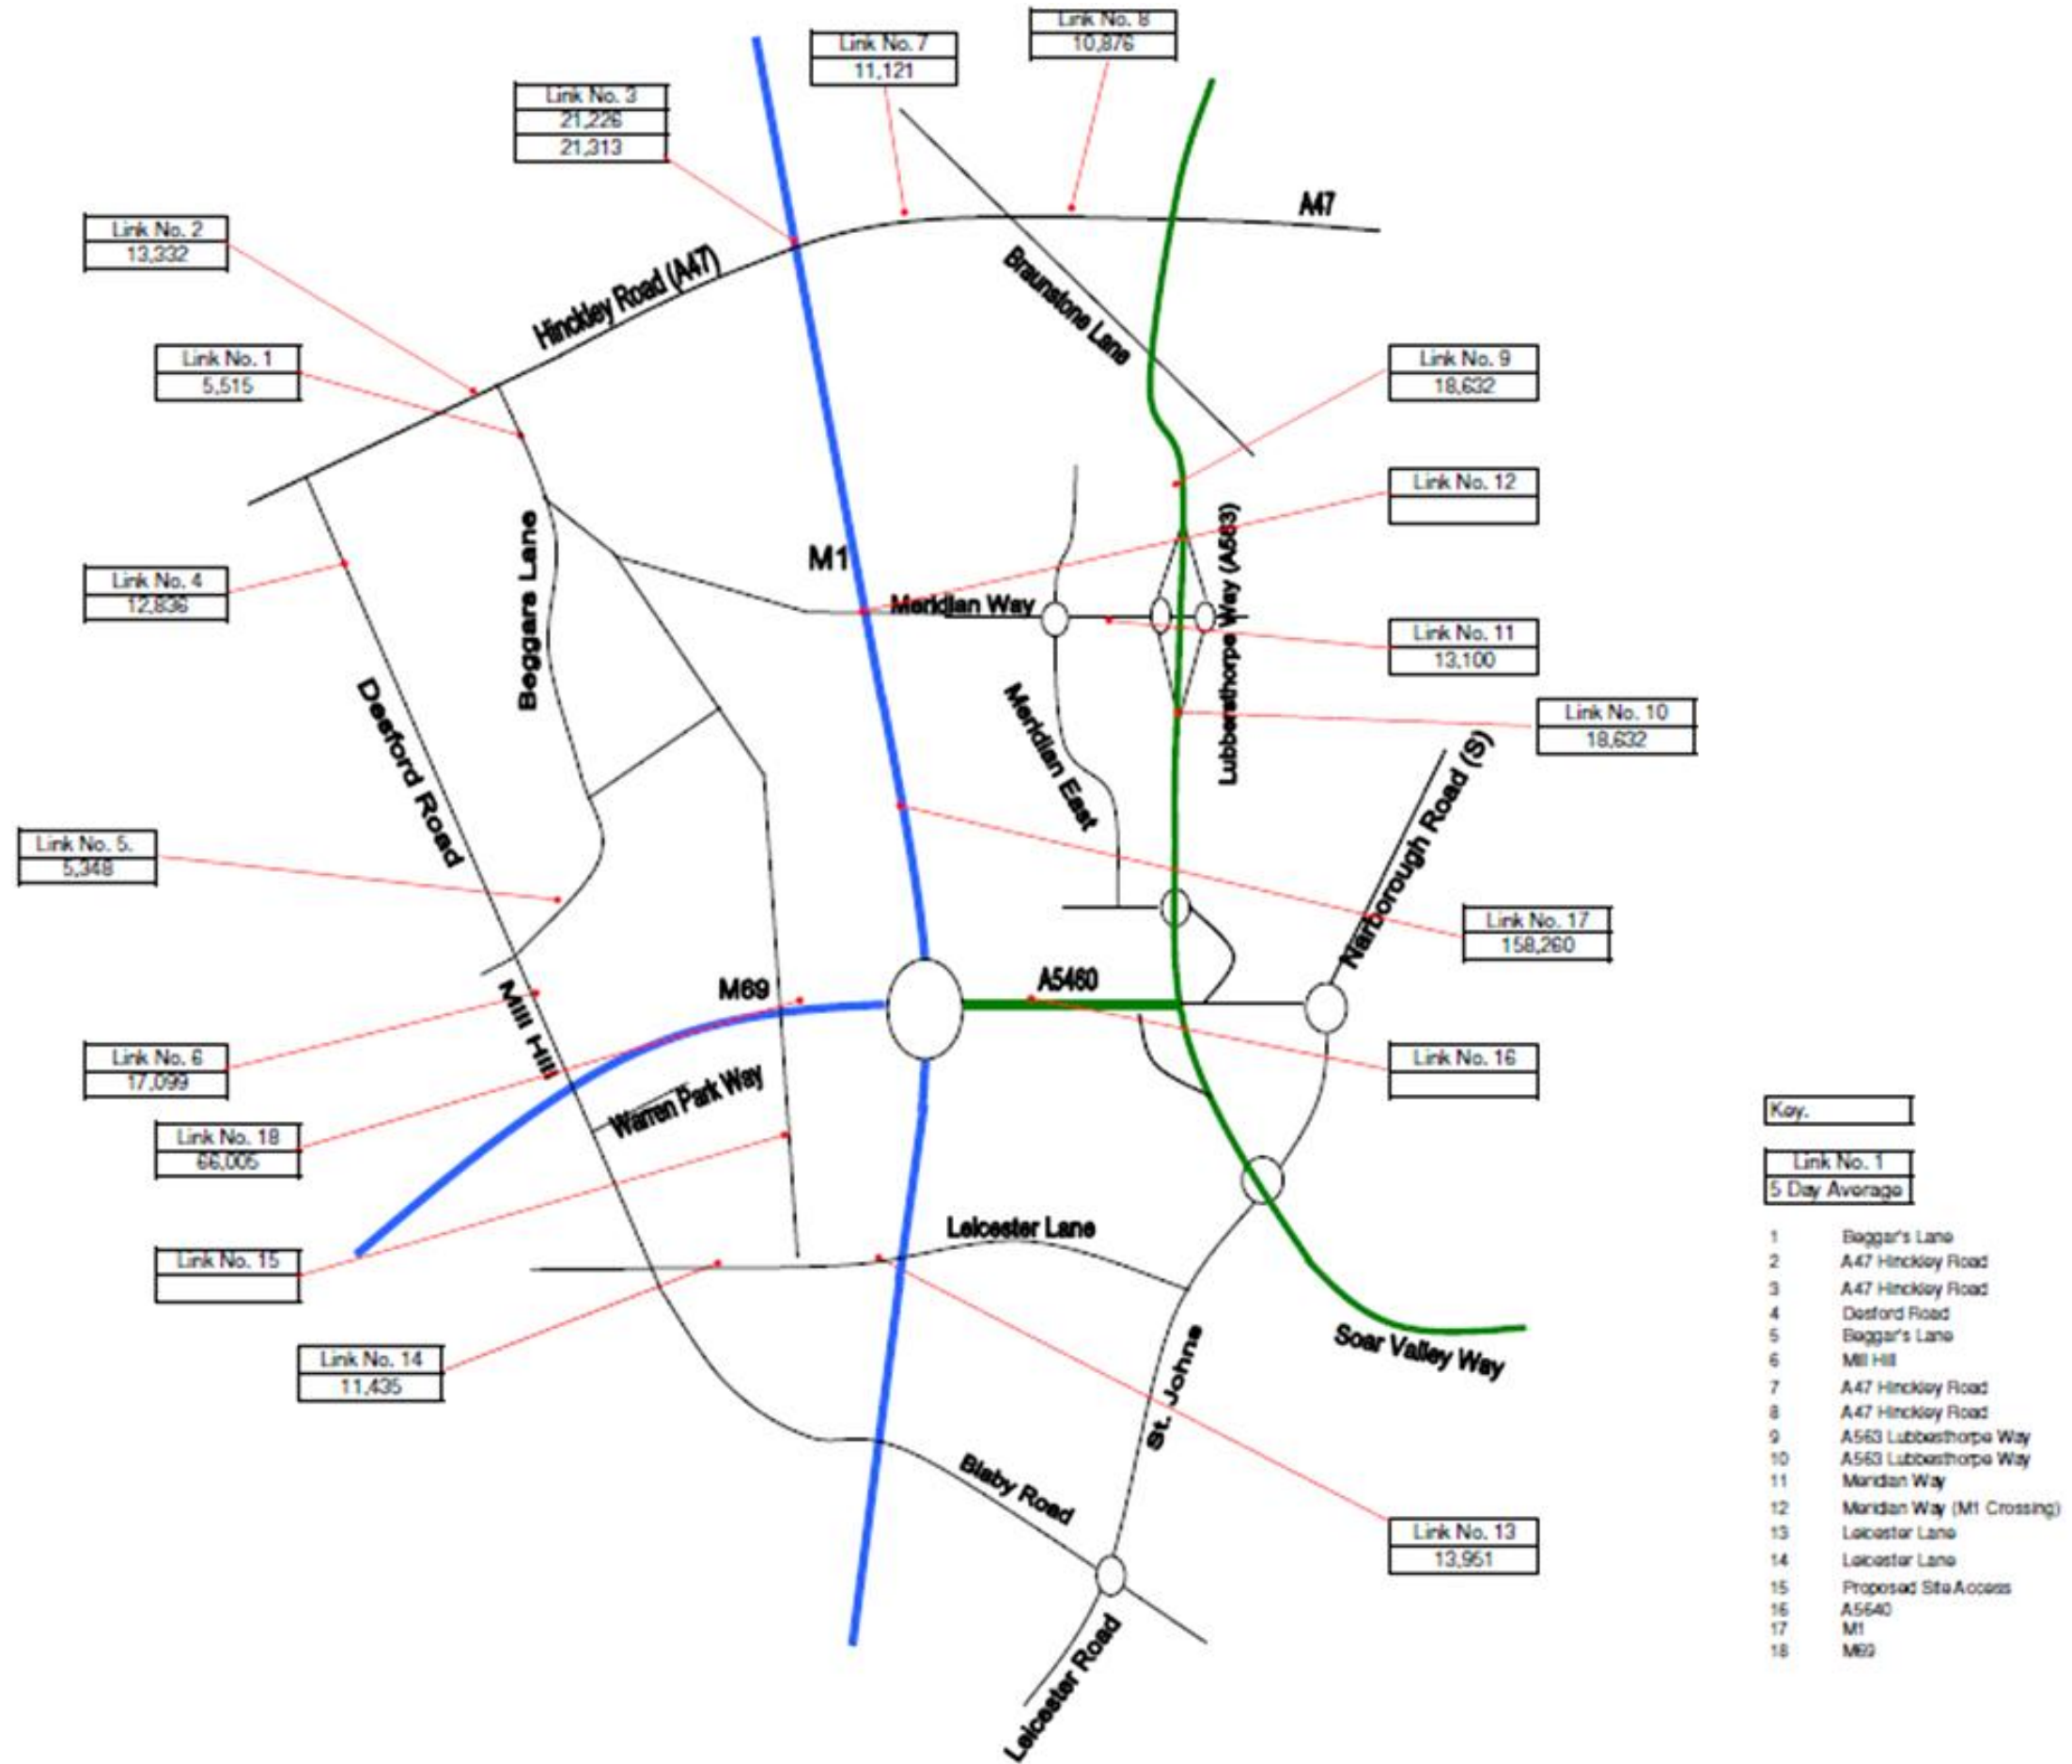 Link No. 8
10,876
Link No. 7
11,121
Link No. 3
21,226
21,313
A47
Link No. 2
13,332
Hinckley Road (A47)
Braunstone Lane
Link No. 1
5,515
Link No. 9
18,632
Link No. 12
Beggars Lane
M1
Lubbesthorpe Way (A563)
Link No. 4
12,836
Meridian Way
Link No. 11
13,100
Desford Road
Meridian East
Link No. 10
18,632
Narborough Road (S)
Link No. 5.
5,348
Link No. 17
158,260
M69
A5460
Mill Hill
Link No. 6
17,099
Link No. 16
Warren Park Way
Link No. 18
66,005
Key.
Link No. 1
5 Day Average
Link No. 15
Leicester Lane
Soar Valley Way
Link No. 14
11,435
St. Johns
Blaby Road
Link No. 13
13,951
Leicester Road
1 Beggar's Lane
2 A47 Hinckley Road
3 A47 Hinckley Road
4 Desford Road
5 Beggar's Lane
6 Mill Hill
7 A47 Hinckley Road
8 A47 Hinckley Road
9 A563 Lubbesthorpe Way
10 A563 Lubbesthorpe Way
11 Meridian Way
12 Meridian Way (M1 Crossing)
13 Leicester Lane
14 Leicester Lane
15 Proposed Site Access
16 A5640
17 M1
18 M69